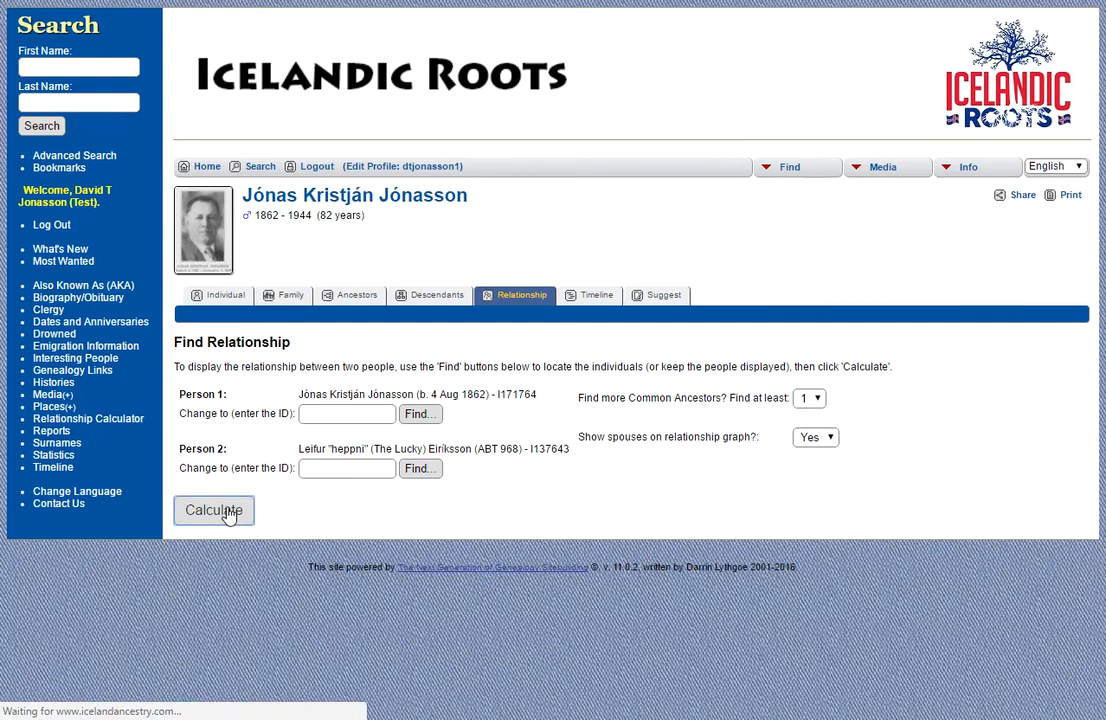 Search
First Name:
Last Name:
Search
Advanced Search
Bookmarks
Welcome, David T
Jonasson (Test).
Log Out
What's New
Most Wanted
Also Known As (AKA)
Biography/Obituary
Clergy
Dates and Anniversaries
Drowned
Emigration Information
Interesting People
Genealogy Links
Histories
Media(+)
Places(+)
Relationship Calculator
Reports
Surnames
Statistics
Timeline
Change Language
Contact Us
ICELANDIC ROOTS
ICELANDIC
ROOTS
Home Search Logout (Edit Profile: dtjonasson1) Find Media Info English
Jónas Kristján Jónasson
♂ 1862 - 1944 (82 years)
Share Print
Individual Family Ancestors Descendants Relationship Timeline Suggest
Find Relationship
To display the relationship between two people, use the 'Find' buttons below to locate the individuals (or keep the people displayed), then click 'Calculate'.
Person 1: Jónas Kristján Jónasson (b. 4 Aug 1862) - I171764
Change to (enter the ID): Find...
Find more Common Ancestors? Find at least: 1
Person 2: Leifur "heppni" (The Lucky) Eiríksson (ABT 968) - I137643
Change to (enter the ID): Find...
Show spouses on relationship graph?: Yes
Calculate
This site powered by The Next Generation of Genealogy Sitebuilding ©, v. 11.0.2, written by Darrin Lythgoe 2001-2016.
Waiting for www.icelandancestry.com...